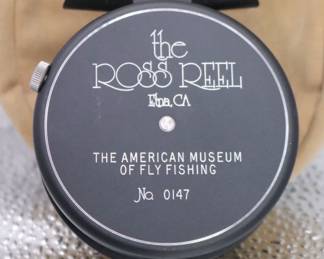 the
ROSS REEL
Etna, CA
THE AMERICAN MUSEUM
OF FLY FISHING
No. 0147